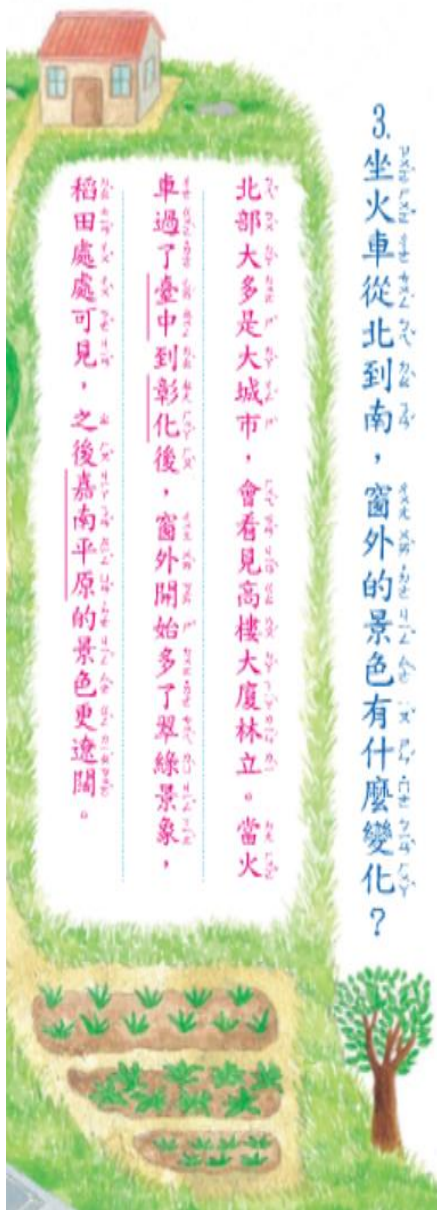 3.坐火車從北到南，窗外的景色有什麼變化？
北部大多是大城市，會看見高樓大廈林立。當火
車過了臺中到彰化後，窗外開始多了翠綠景象，
稻田處處可見，之後嘉南平原的景色更遼闊。